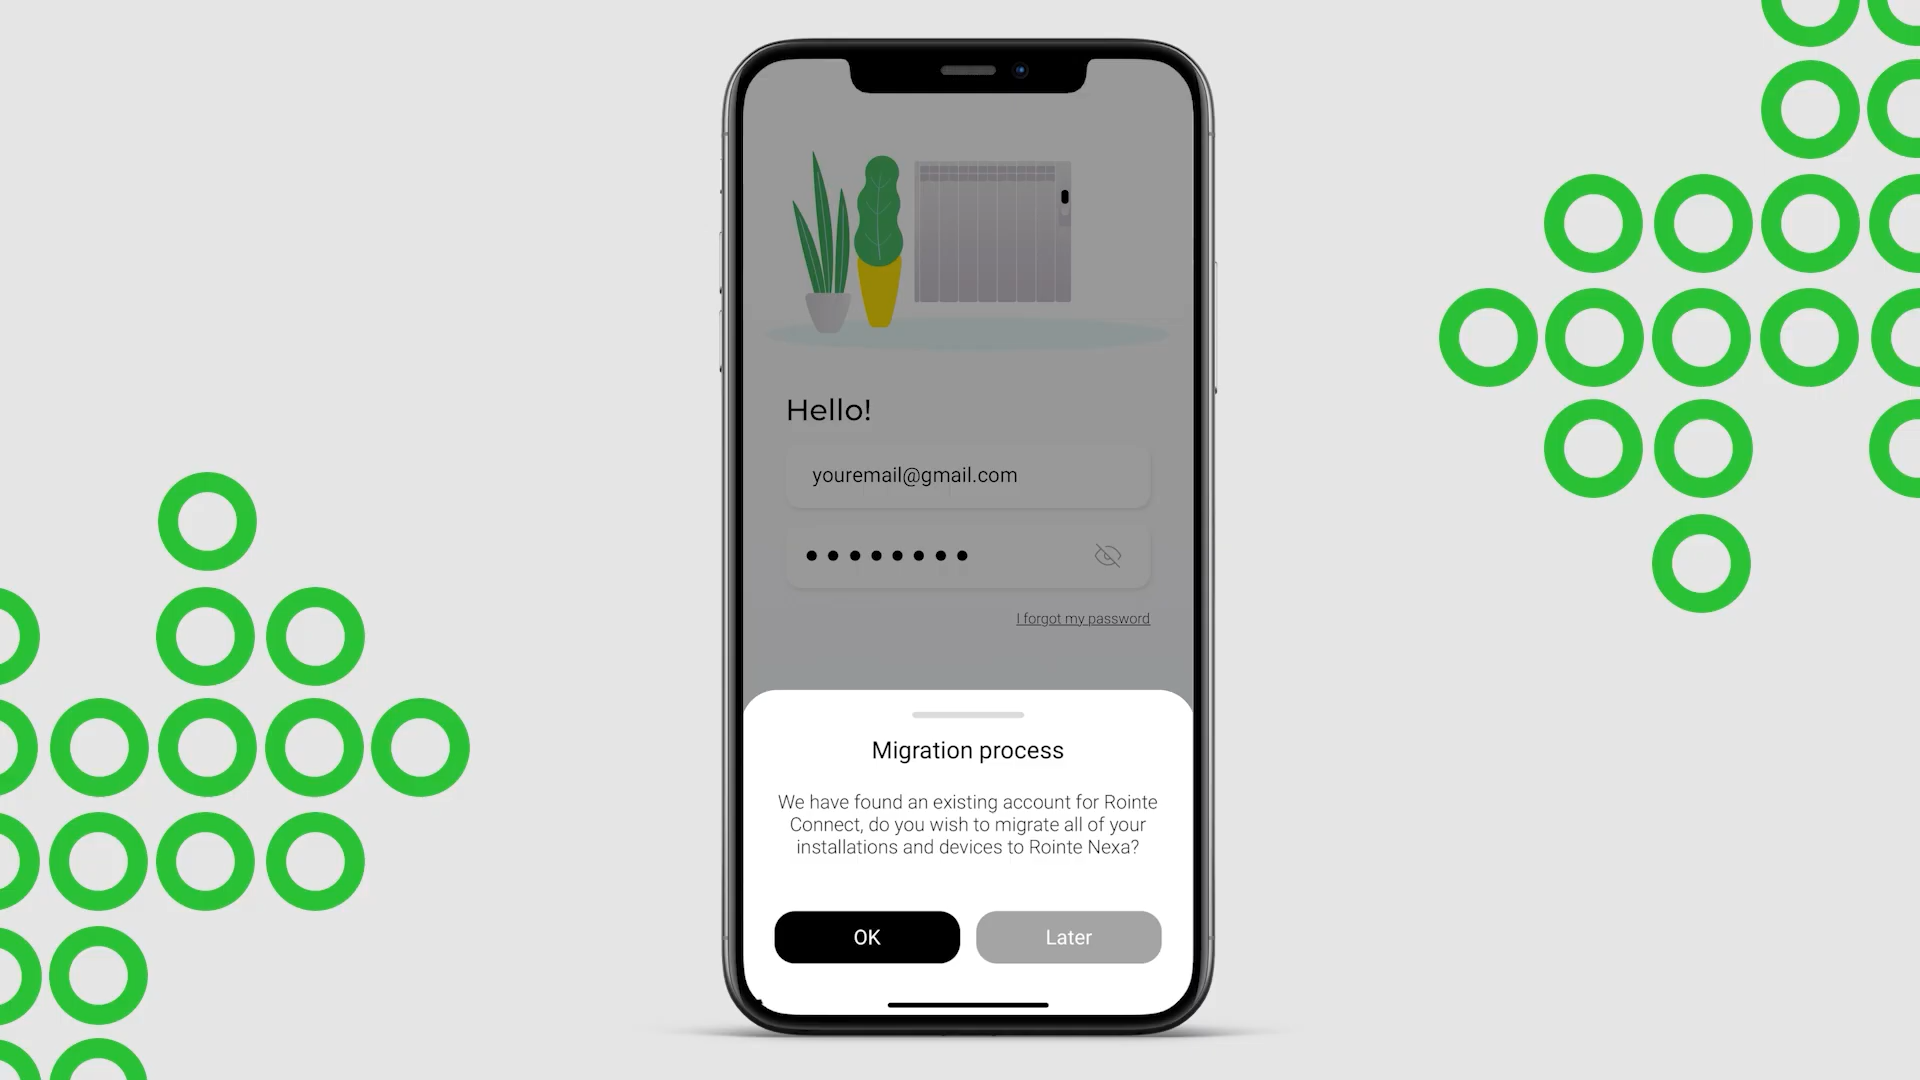 Hello!
youremail@gmail.com
I forgot my password
Migration process
We have found an existing account for Rointe
Connect, do you wish to migrate all of your
installations and devices to Rointe Nexa?
OK
Later